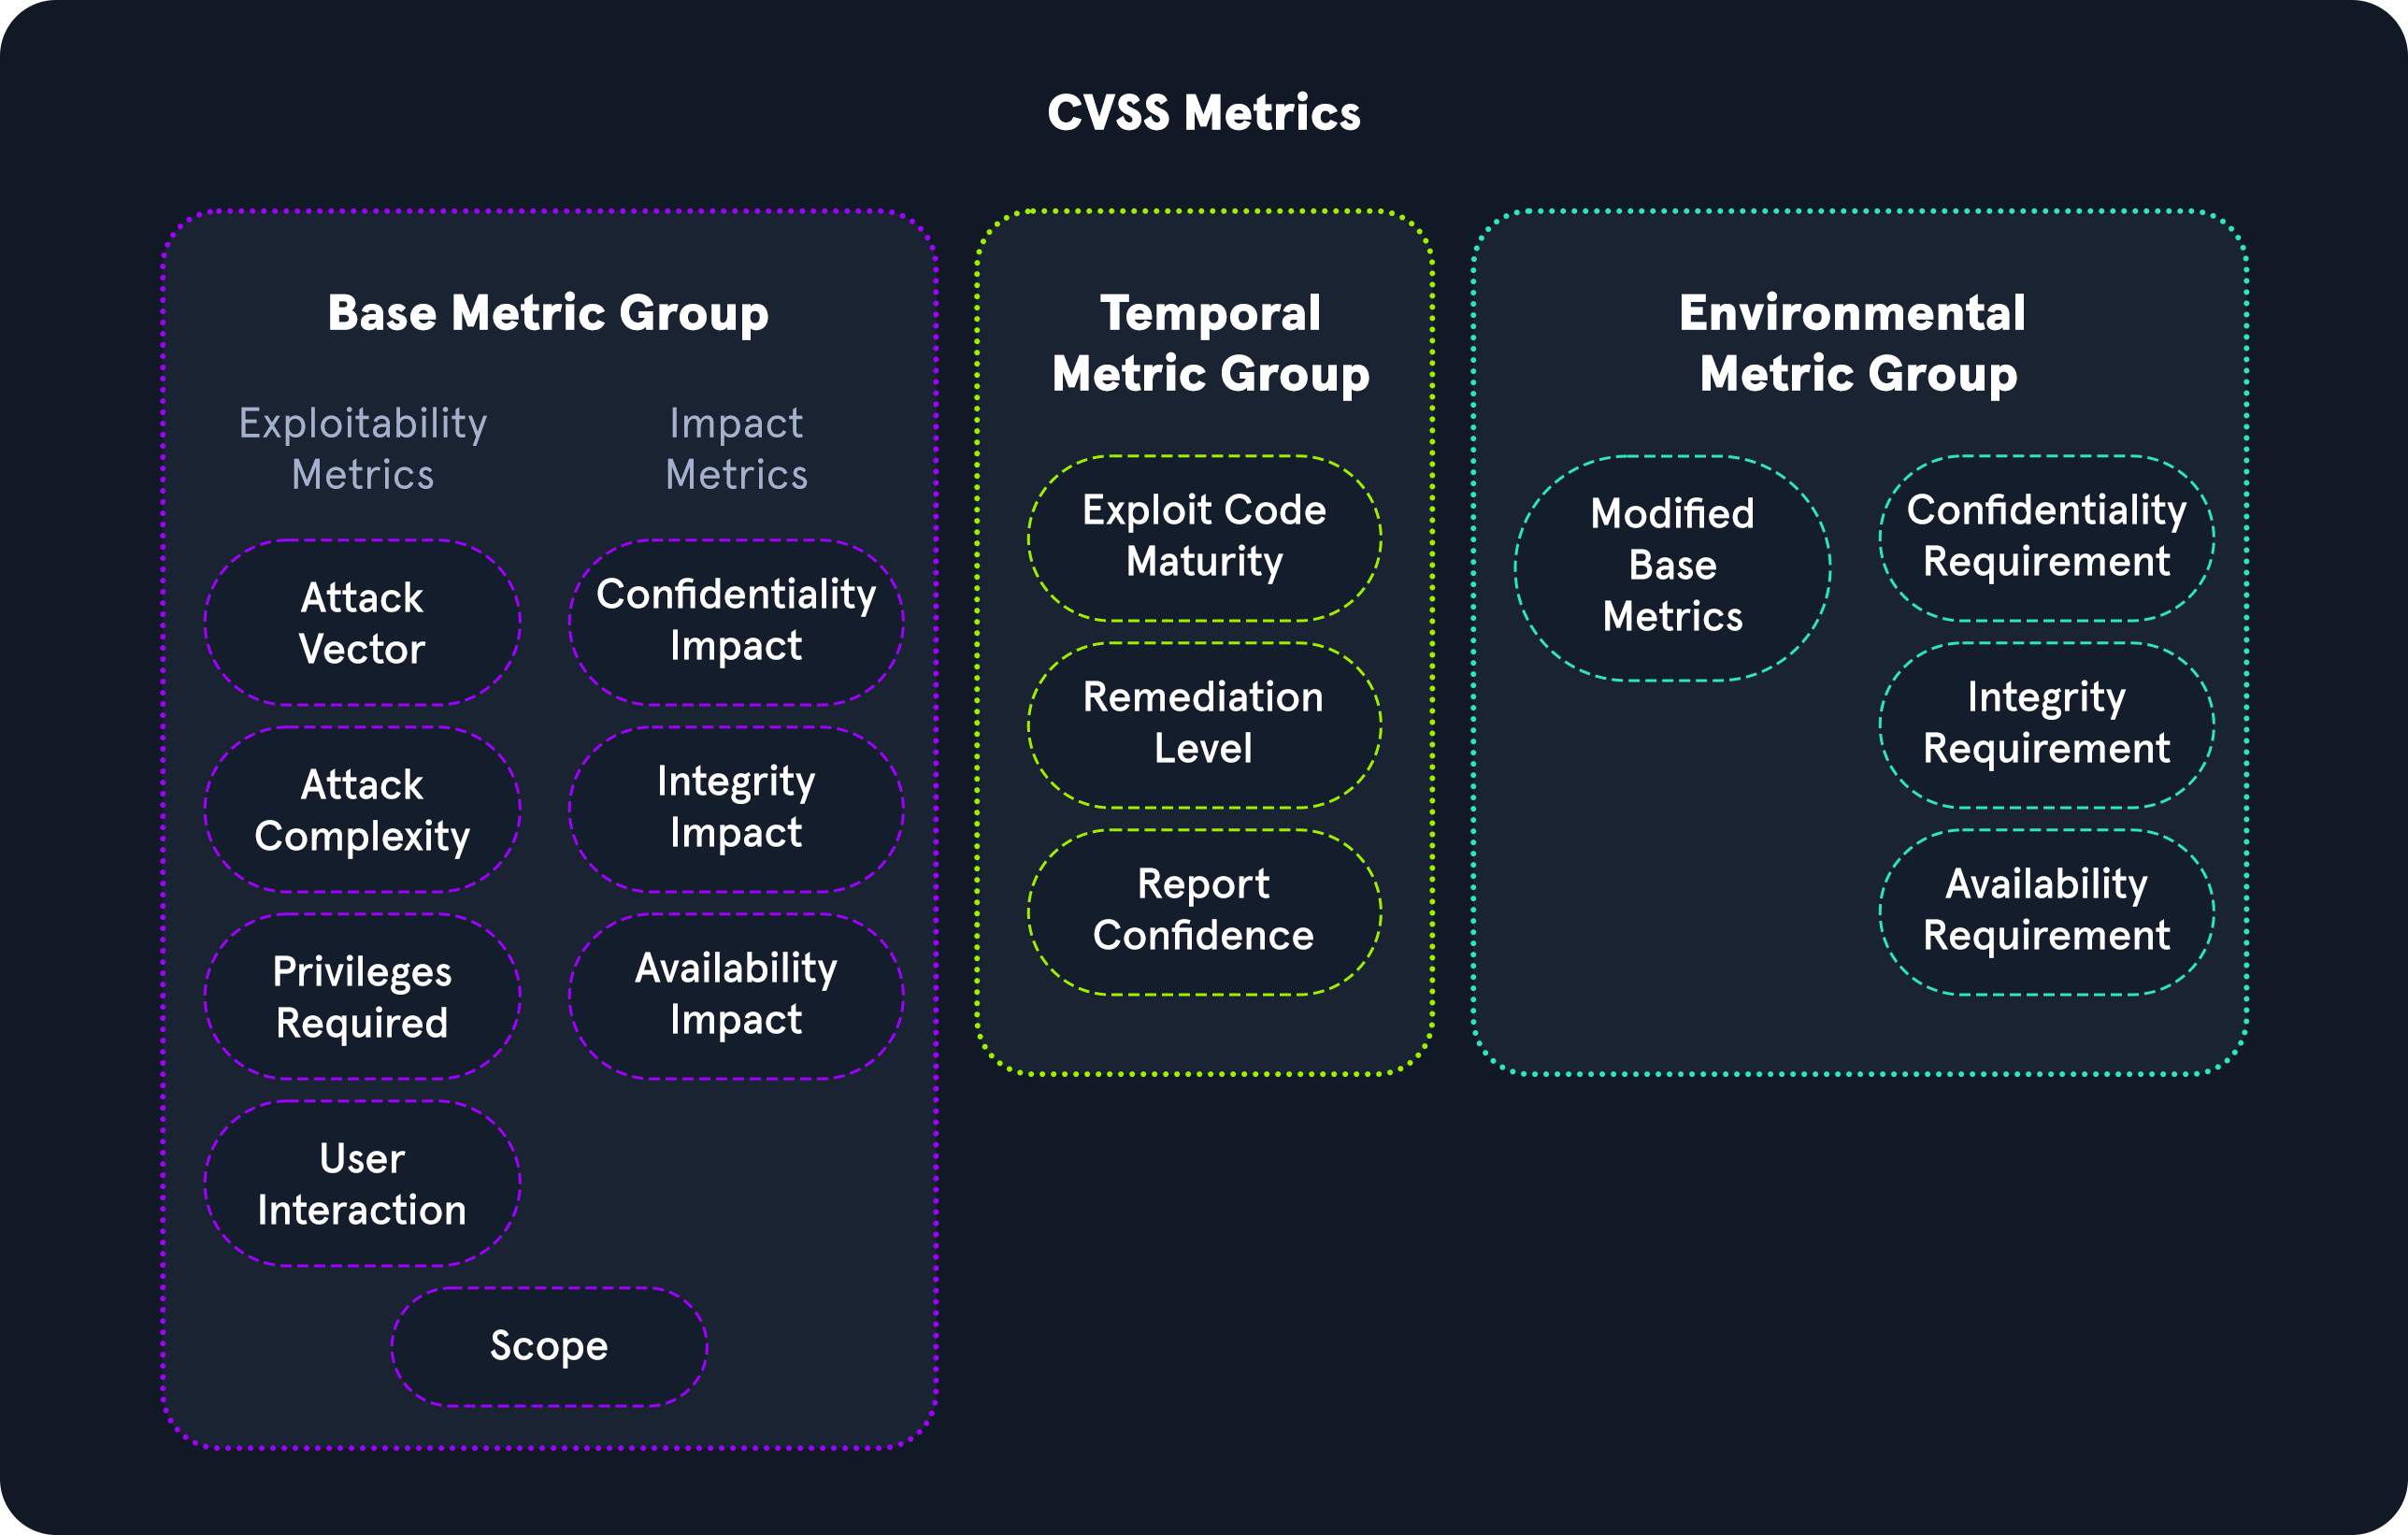 CVSS Metrics
Base Metric Group
Exploitability
Metrics
Attack
Vector
Attack
Complexity
Privileges
Required
User
Interaction
Impact
Metrics
Confidentiality
Impact
Integrity
Impact
Availability
Impact
Scope
Temporal
Metric Group
Exploit Code
Maturity
Remediation
Level
Report
Confidence
Environmental
Metric Group
Modified
Base
Metrics
Confidentiality
Requirement
Integrity
Requirement
Availability
Requirement